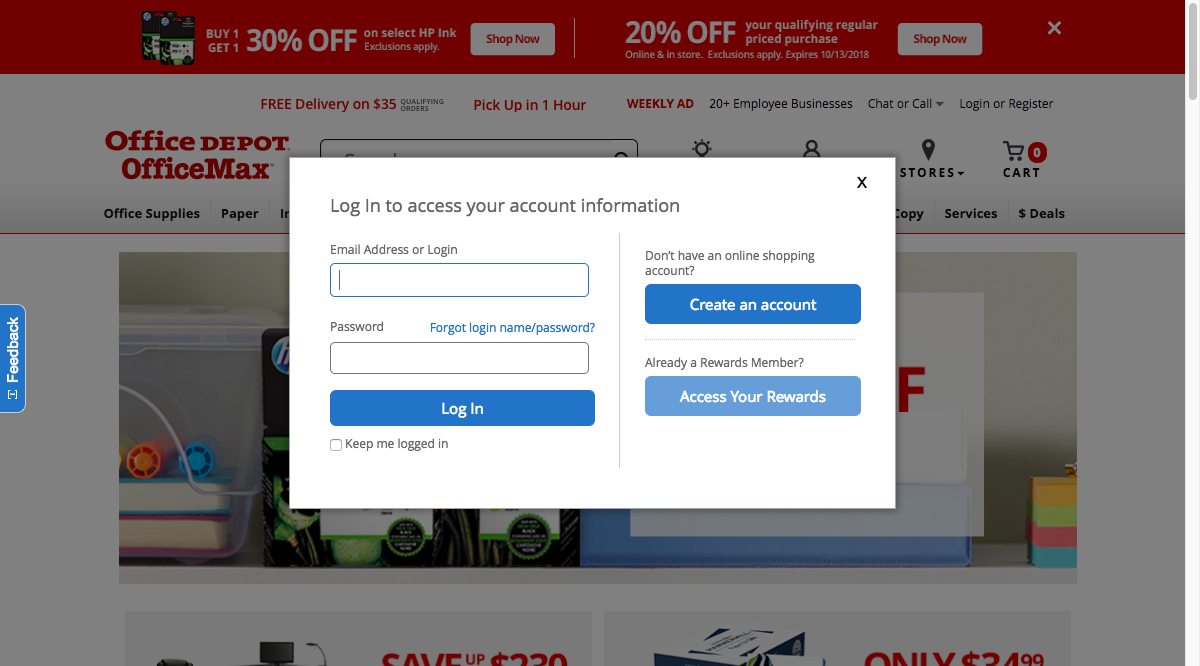 BUY 1
GET 1
30% OFF
on select HP Ink
Exclusions apply.
Shop Now
20% OFF
your qualifying regular
priced purchase
Online & in store. Exclusions apply. Expires 10/13/2018
Shop Now
FREE Delivery on $35 QUALIFYING ORDERS
Pick Up in 1 Hour
WEEKLY AD
20+ Employee Businesses
Chat or Call
Login or Register
Office DEPOT
OfficeMax
STORES
0
CART
Office Supplies
Paper
Copy
Services
$ Deals
X
Log In to access your account information
Email Address or Login
Password
Forgot login name/password?
Log In
Keep me logged in
Don't have an online shopping
account?
Create an account
Already a Rewards Member?
Access Your Rewards
Feedback
hp
SAVE UP TO $230
ONLY $3499